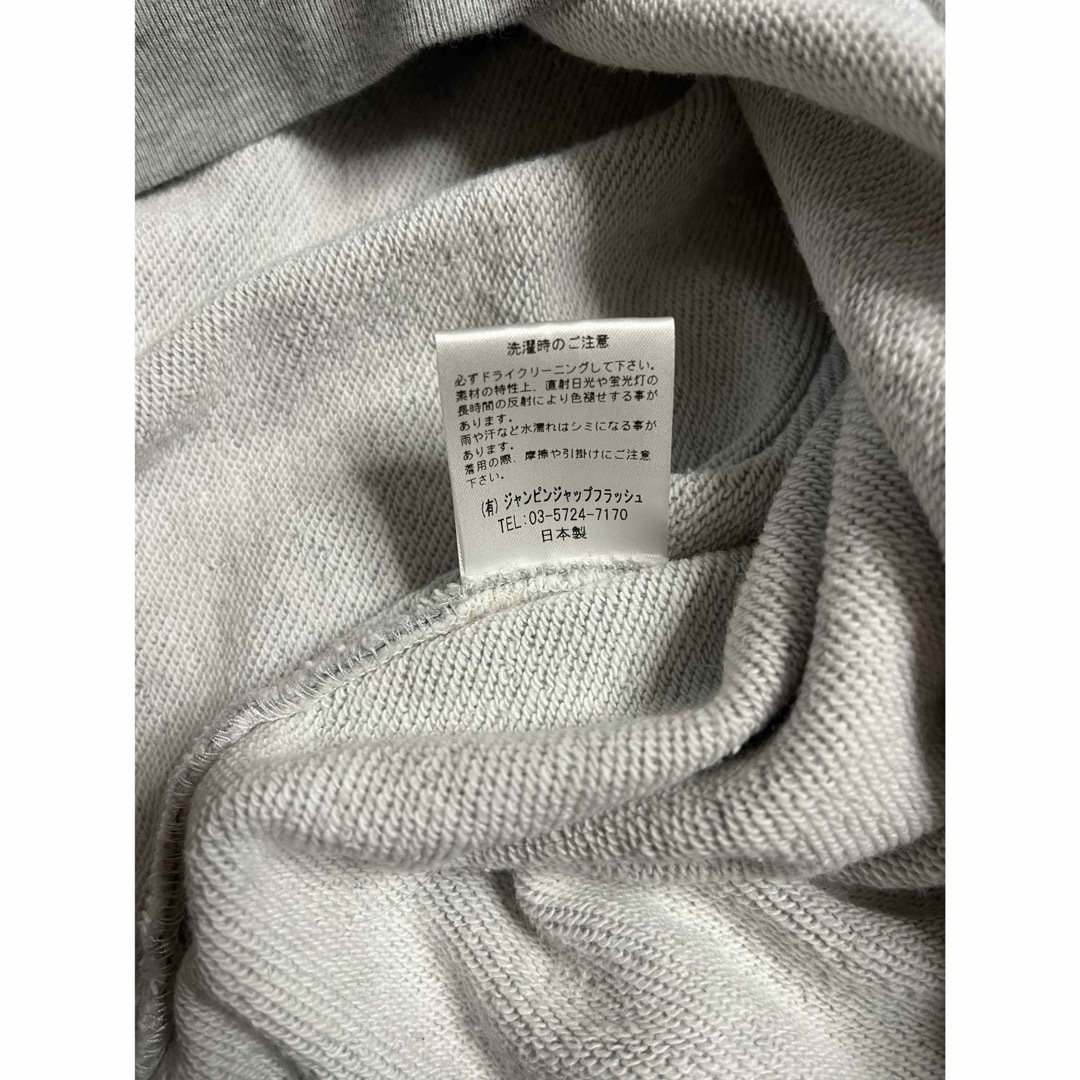 洗濯時のご注意
必ずドライクリーニングして下さい。
素材の特性上、直射日光や蛍光灯の
長時間の反射により色褪せする事が
あります。
雨や汗など水濡れはシミになる事が
あります。
着用の際、摩擦や引掛けにご注意
下さい。
(有)ジャンピンジャップフラッシュ
TEL:03-5724-7170
日本製